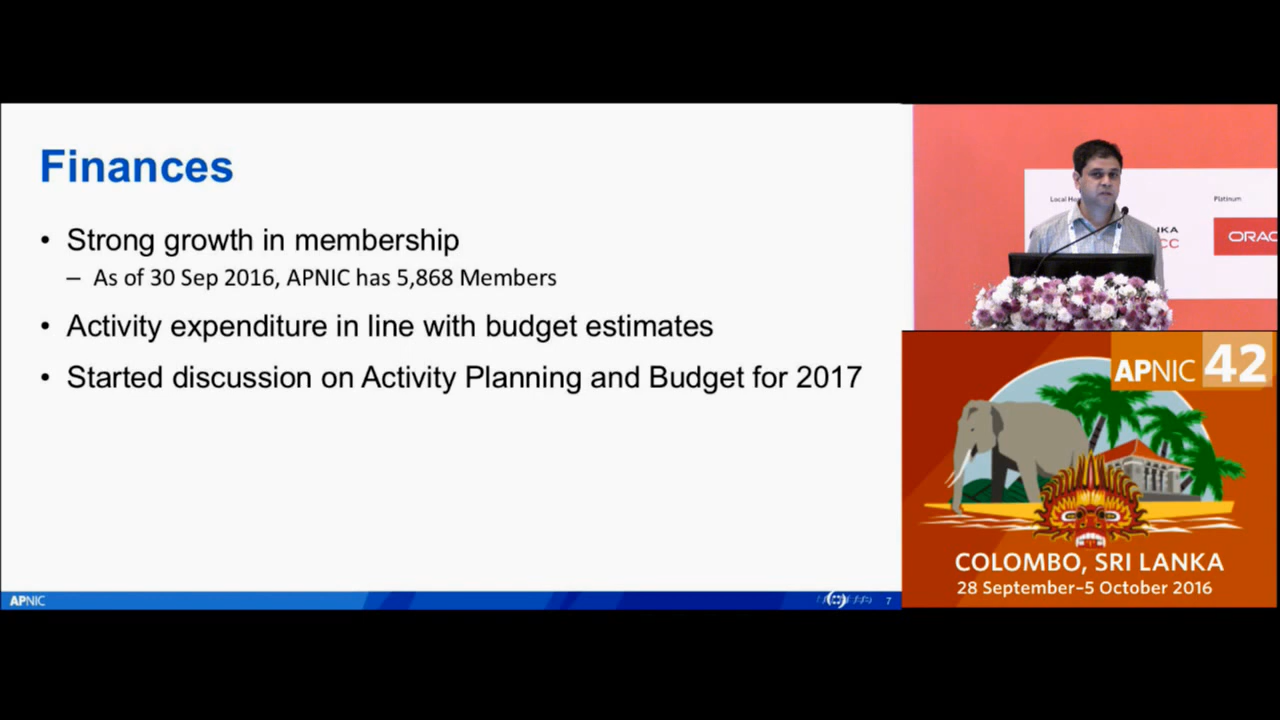 Finances
• Strong growth in membership
– As of 30 Sep 2016, APNIC has 5,868 Members
• Activity expenditure in line with budget estimates
• Started discussion on Activity Planning and Budget for 2017
APNIC
7
Local
Platinum
CC
APNIC 42
COLOMBO, SRI LANKA
28 September–5 October 2016